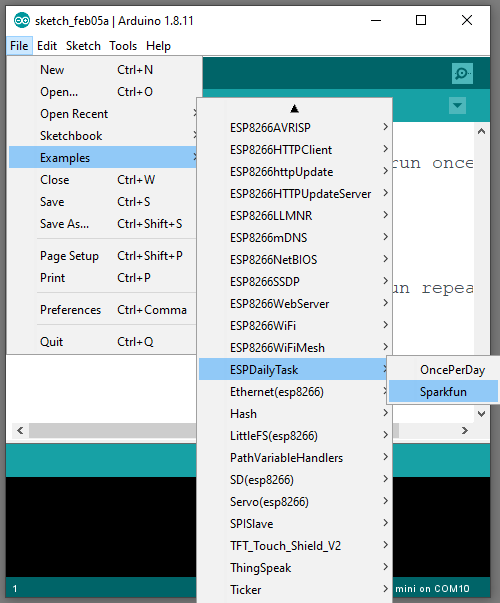 sketch_feb05a | Arduino 1.8.11
File Edit Sketch Tools Help
New Ctrl+N
Open... Ctrl+O
Open Recent
Sketchbook
Examples
Close Ctrl+W
Save Ctrl+S
Save As... Ctrl+Shift+S
Page Setup Ctrl+Shift+P
Print Ctrl+P
Preferences Ctrl+Comma
Quit Ctrl+Q
ESP8266AVRISP
ESP8266HTTPClient
ESP8266httpUpdate
ESP8266HTTPUpdateServer
ESP8266LLMNR
ESP8266mDNS
ESP8266NetBIOS
ESP8266SSDP
ESP8266WebServer
ESP8266WiFi
ESP8266WiFiMesh
ESPDailyTask
Ethernet(esp8266)
Hash
LittleFS(esp8266)
PathVariableHandlers
SD(esp8266)
Servo(esp8266)
SPISlave
TFT_Touch_Shield_V2
ThingSpeak
Ticker
OncePerDay
Sparkfun
run once
un repea
1
mini on COM10